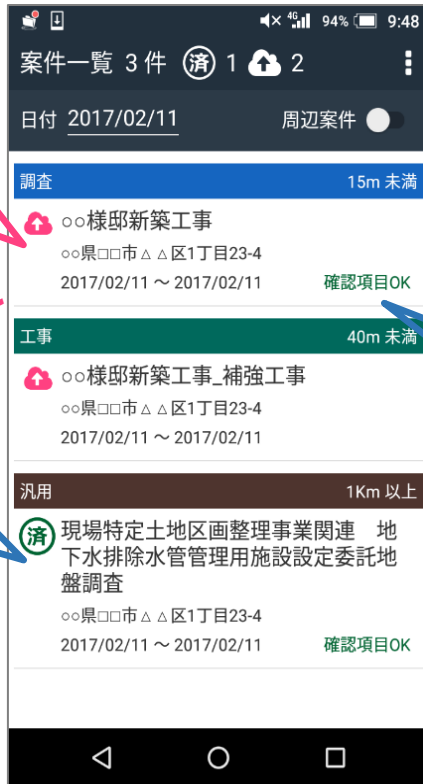 4G 94% 9:48
案件一覧 3 件 済 1 2
日付 2017/02/11 周辺案件
調査 15m 未満
○○様邸新築工事
○○県□□市△△区1丁目23-4
2017/02/11 ～ 2017/02/11 確認項目OK
工事 40m 未満
○○様邸新築工事_補強工事
○○県□□市△△区1丁目23-4
2017/02/11 ～ 2017/02/11
汎用 1Km 以上
済 現場特定土地区画整理事業関連　地
下水排除水管管理用施設設定委託地
盤調査
○○県□□市△△区1丁目23-4
2017/02/11 ～ 2017/02/11 確認項目OK